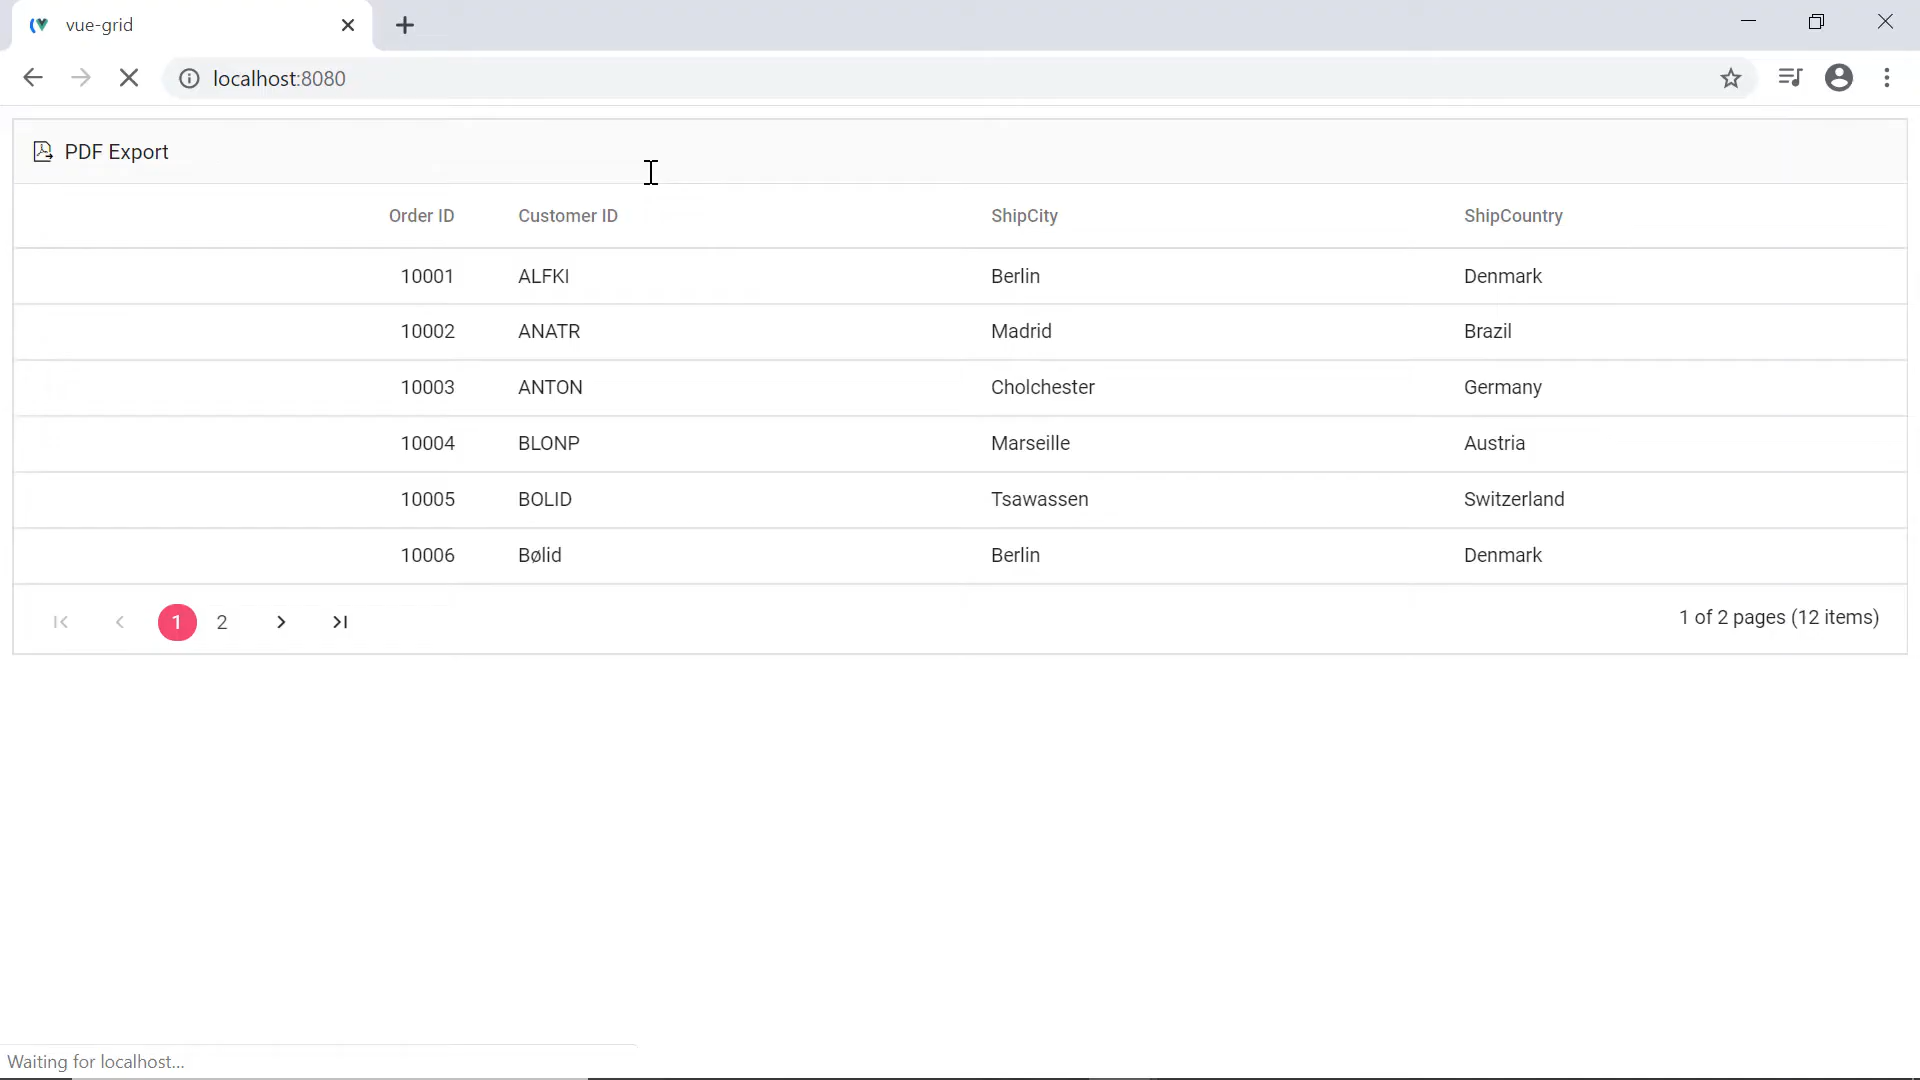 vue-grid
localhost:8080
PDF Export
Order ID Customer ID ShipCity ShipCountry
10001 ALFKI Berlin Denmark
10002 ANATR Madrid Brazil
10003 ANTON Cholchester Germany
10004 BLONP Marseille Austria
10005 BOLID Tsawassen Switzerland
10006 Bølid Berlin Denmark
1 2 1 of 2 pages (12 items)
Waiting for localhost...